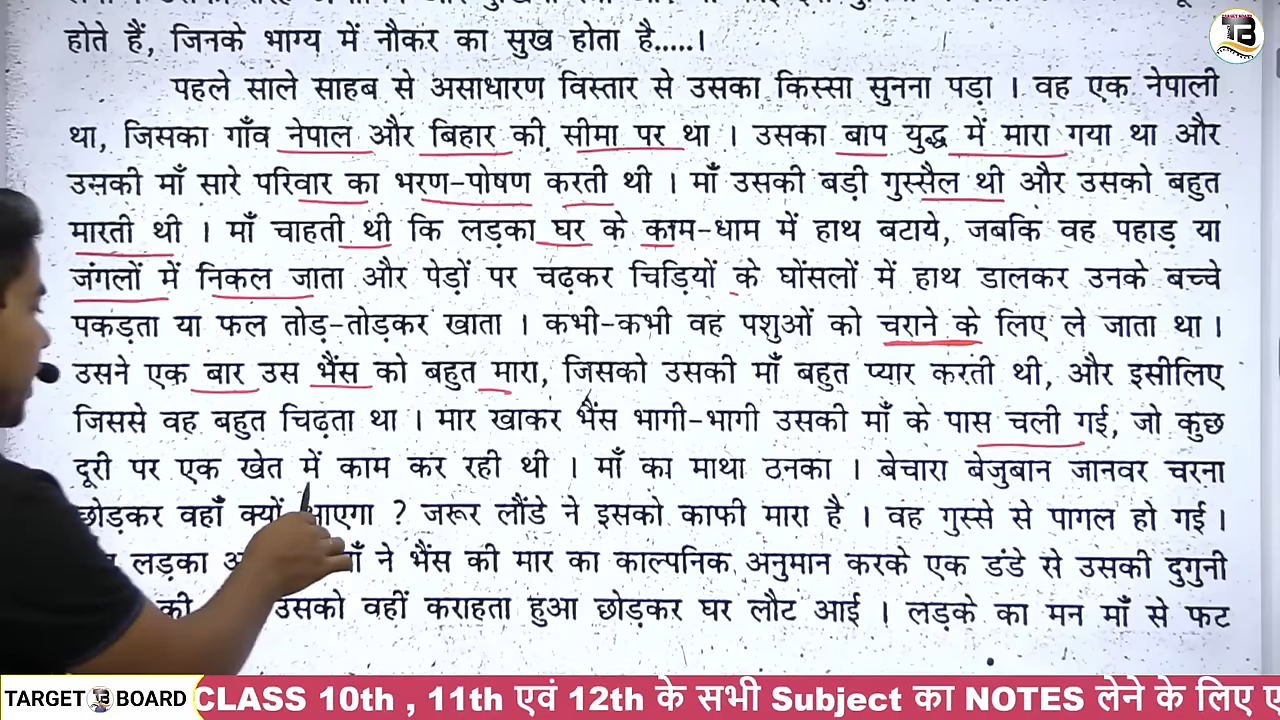 होते हैं, जिनके भाग्य में नौकर का सुख होता है.....।
पहले साले साहब से असाधारण विस्तार से उसका किस्सा सुनना पड़ा । वह एक नेपाली
था, जिसका गाँव नेपाल और बिहार की सीमा पर था । उसका बाप युद्ध में मारा गया था और
उसकी माँ सारे परिवार का भरण-पोषण करती थी । माँ उसकी बड़ी गुस्सैल थी और उसको बहुत
मारती थी । माँ चाहती थी कि लड़का घर के काम-धाम में हाथ बटाये, जबकि वह पहाड़ या
जंगलों में निकल जाता और पेड़ों पर चढ़कर चिड़ियों के घोंसलों में हाथ डालकर उनके बच्चे
पकड़ता या फल तोड़-तोड़कर खाता । कभी-कभी वह पशुओं को चराने के लिए ले जाता था ।
उसने एक बार उस भैंस को बहुत मारा, जिसको उसकी माँ बहुत प्यार करती थी, और इसीलिए
जिससे वह बहुत चिढ़ता था । मार खाकर भैंस भागी-भागी उसकी माँ के पास चली गई, जो कुछ
दूरी पर एक खेत में काम कर रही थी । माँ का माथा ठनका । बेचारा बेजुबान जानवर चरना
छोड़कर वहाँ क्यों आएगा ? जरूर लौंडे ने इसको काफी मारा है । वह गुस्से से पागल हो गई ।
लड़का माँ ने भैंस की मार का काल्पनिक अनुमान करके एक डंडे से उसकी दुगुनी
की उसको वहीं कराहता हुआ छोड़कर घर लौट आई । लड़के का मन माँ से फट
TARGET BOARD
TB
TARGET TB BOARD CLASS 10th , 11th एवं 12th के सभी Subject का NOTES लेने के लिए